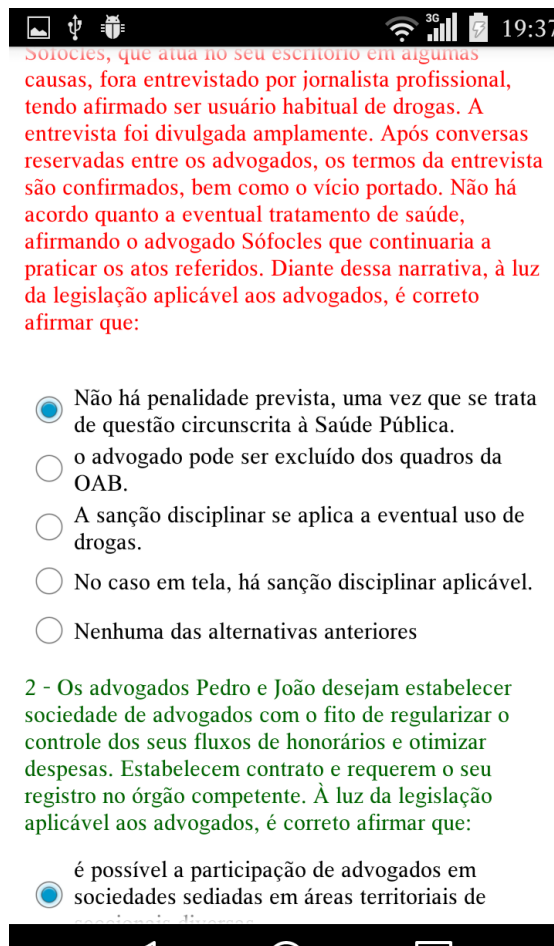 3G
19:37
Sófocles, que atua no seu escritório em algumas
causas, fora entrevistado por jornalista profissional,
tendo afirmado ser usuário habitual de drogas. A
entrevista foi divulgada amplamente. Após conversas
reservadas entre os advogados, os termos da entrevista
são confirmados, bem como o vício portado. Não há
acordo quanto a eventual tratamento de saúde,
afirmando o advogado Sófocles que continuaria a
praticar os atos referidos. Diante dessa narrativa, à luz
da legislação aplicável aos advogados, é correto
afirmar que:
Não há penalidade prevista, uma vez que se trata
de questão circunscrita à Saúde Pública.
o advogado pode ser excluído dos quadros da
OAB.
A sanção disciplinar se aplica a eventual uso de
drogas.
No caso em tela, há sanção disciplinar aplicável.
Nenhuma das alternativas anteriores
2 - Os advogados Pedro e João desejam estabelecer
sociedade de advogados com o fito de regularizar o
controle dos seus fluxos de honorários e otimizar
despesas. Estabelecem contrato e requerem o seu
registro no órgão competente. À luz da legislação
aplicável aos advogados, é correto afirmar que:
é possível a participação de advogados em
sociedades sediadas em áreas territoriais de